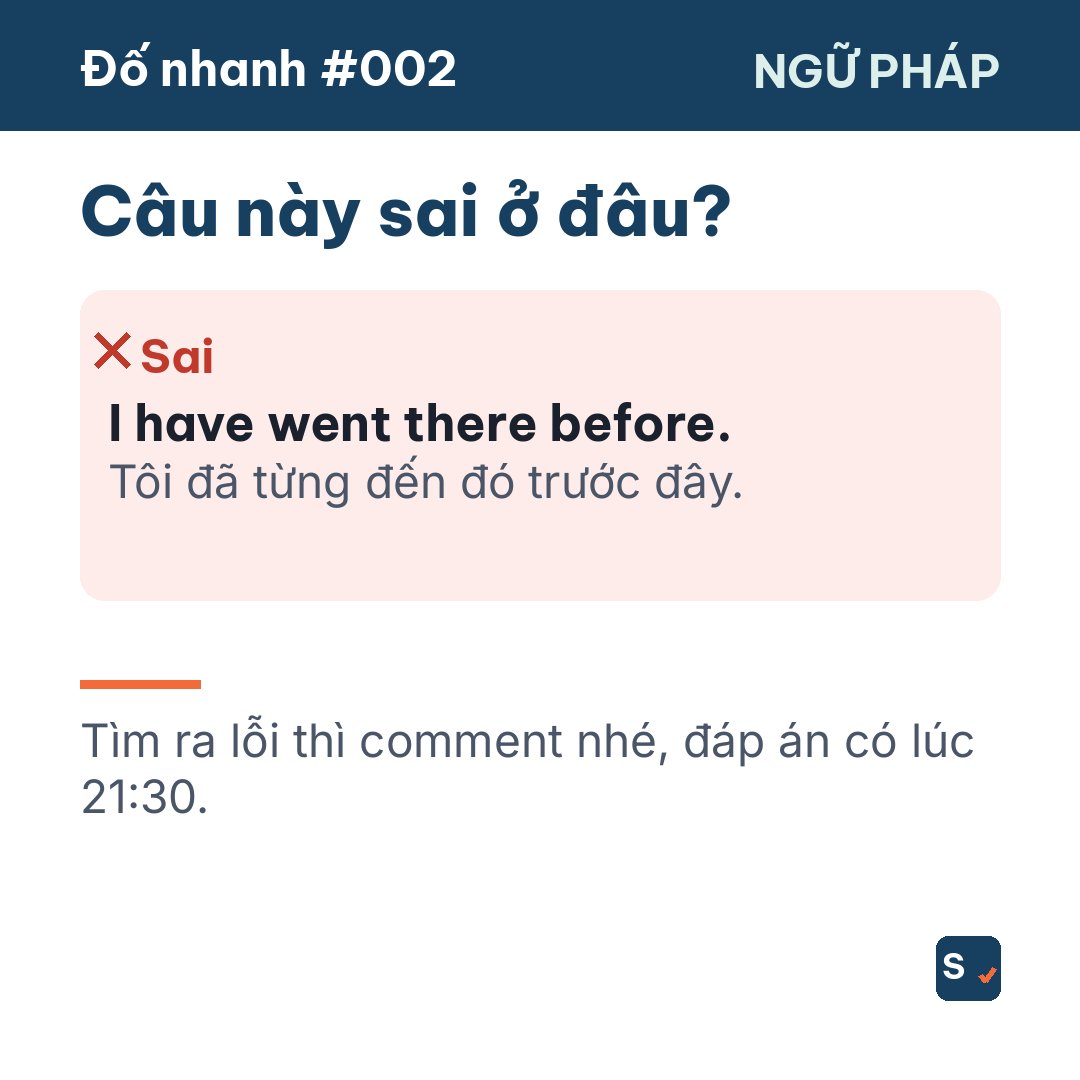 Đố nhanh #002
NGỮ PHÁP
Câu này sai ở đâu?
Sai
I have went there before.
Tôi đã từng đến đó trước đây.
Tìm ra lỗi thì comment nhé, đáp án có lúc
21:30.
S